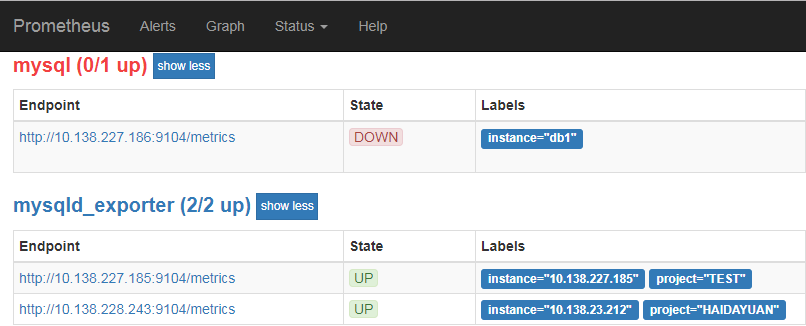 Prometheus Alerts Graph Status Help
mysql (0/1 up) show less
Endpoint State Labels
http://10.138.227.186:9104/metrics DOWN instance="db1"
mysqld_exporter (2/2 up) show less
Endpoint State Labels
http://10.138.227.185:9104/metrics UP instance="10.138.227.185" project="TEST"
http://10.138.228.243:9104/metrics UP instance="10.138.23.212" project="HAIDAYUAN"